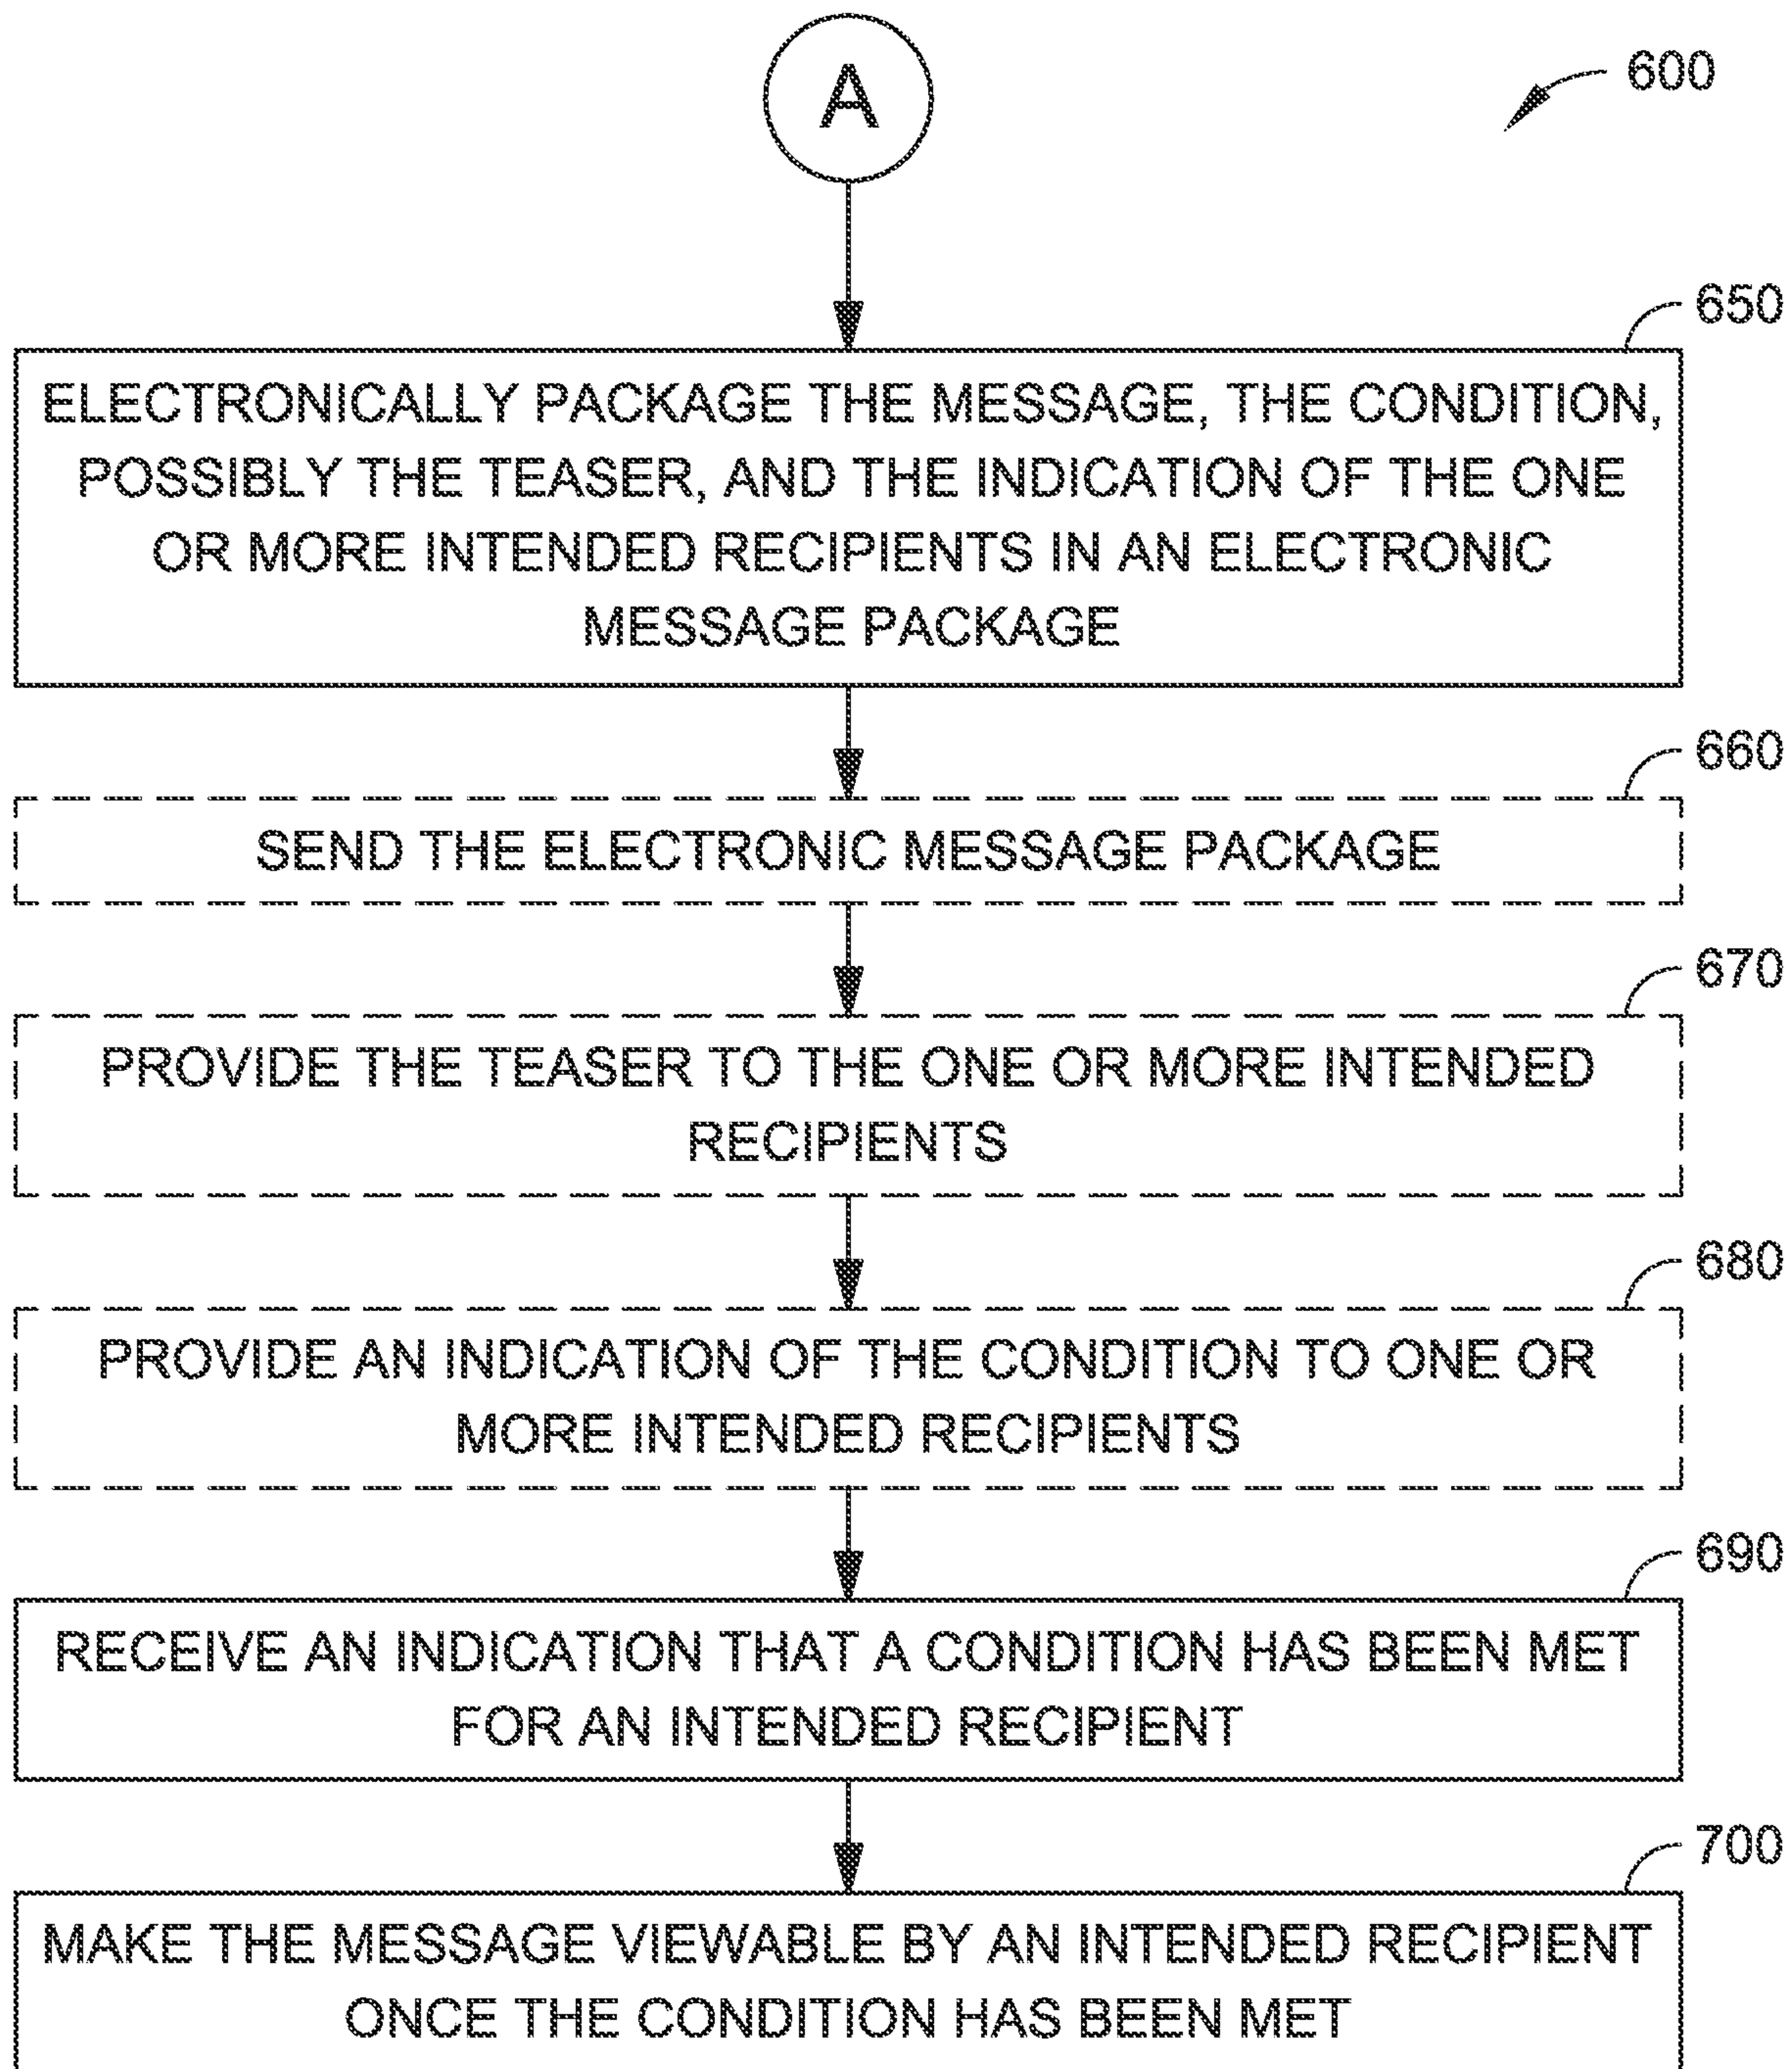 A
600
650
ELECTRONICALLY PACKAGE THE MESSAGE, THE CONDITION,
POSSIBLY THE TEASER, AND THE INDICATION OF THE ONE
OR MORE INTENDED RECIPIENTS IN AN ELECTRONIC
MESSAGE PACKAGE
660
SEND THE ELECTRONIC MESSAGE PACKAGE
670
PROVIDE THE TEASER TO THE ONE OR MORE INTENDED
RECIPIENTS
680
PROVIDE AN INDICATION OF THE CONDITION TO ONE OR
MORE INTENDED RECIPIENTS
690
RECEIVE AN INDICATION THAT A CONDITION HAS BEEN MET
FOR AN INTENDED RECIPIENT
700
MAKE THE MESSAGE VIEWABLE BY AN INTENDED RECIPIENT
ONCE THE CONDITION HAS BEEN MET